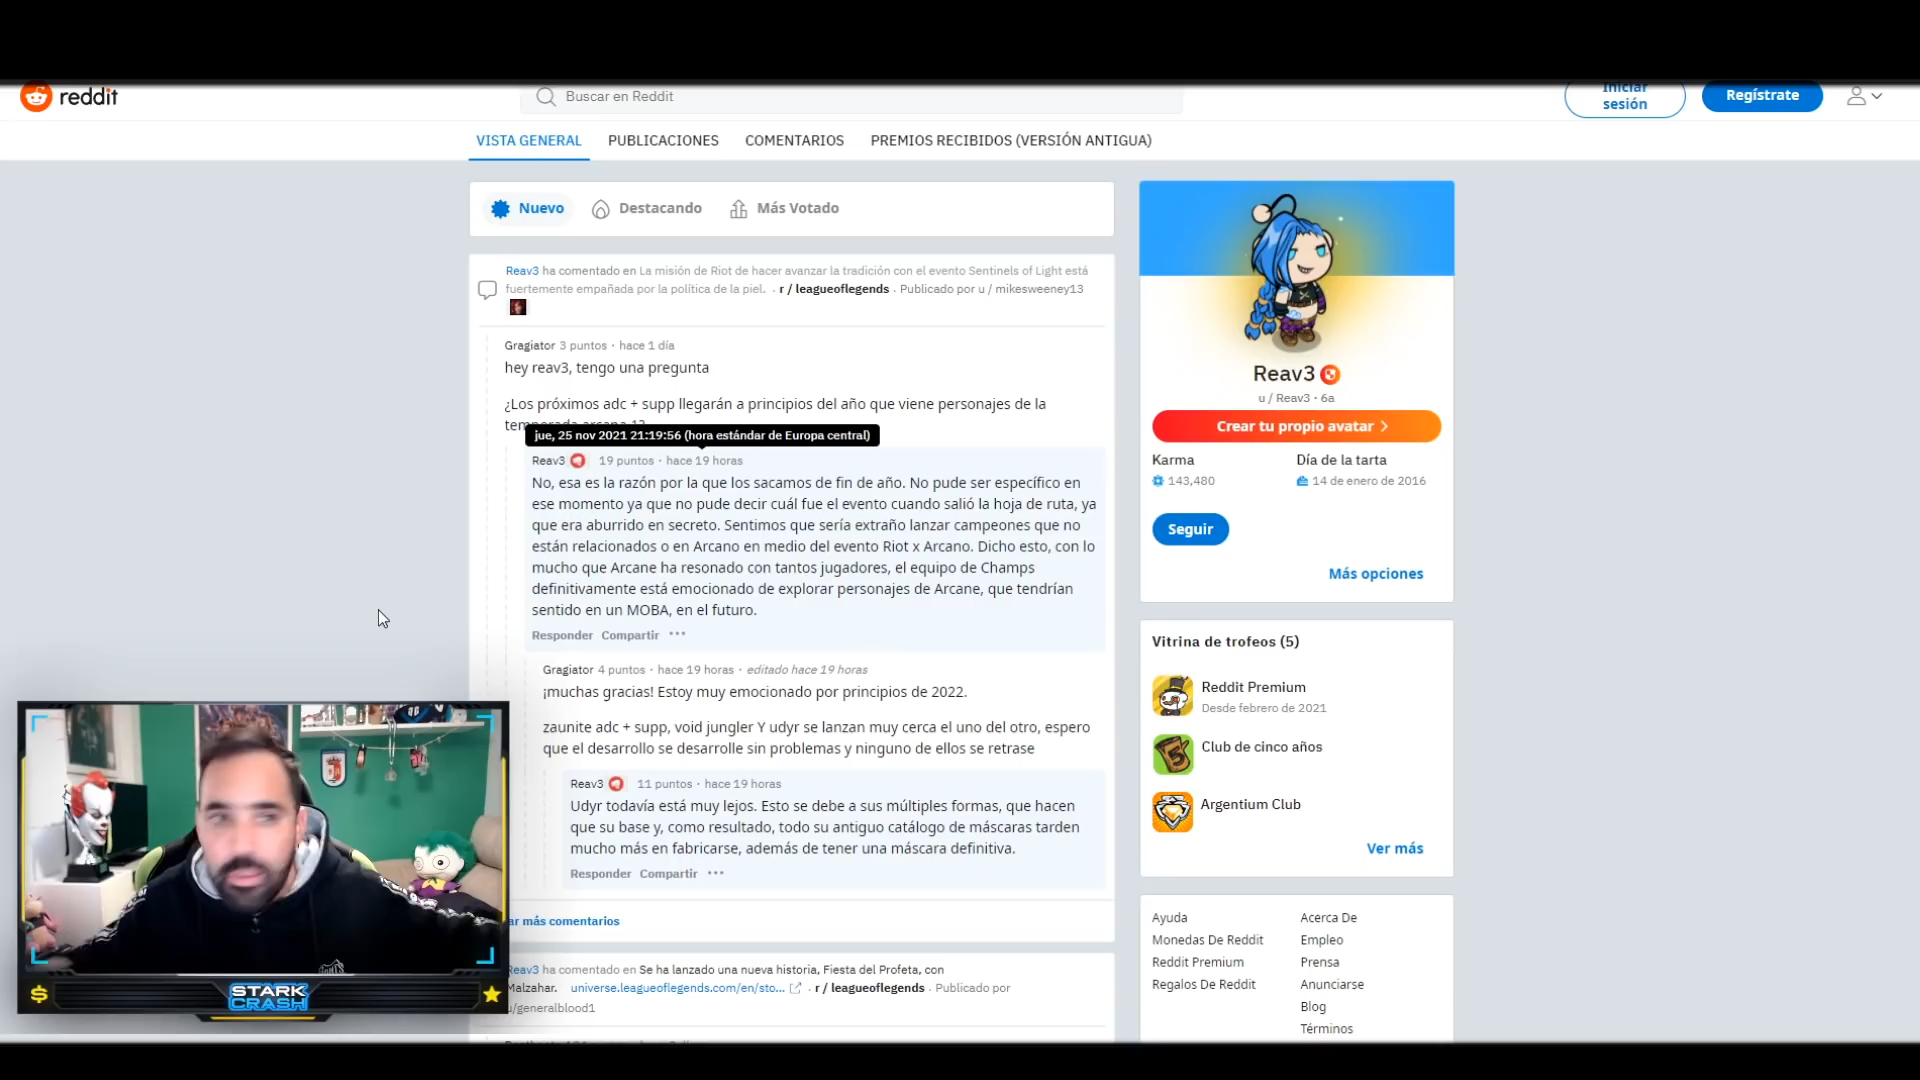 reddit
Buscar en Reddit
Iniciar
sesión
Regístrate
VISTA GENERAL
PUBLICACIONES
COMENTARIOS
PREMIOS RECIBIDOS (VERSIÓN ANTIGUA)
Nuevo
Destacando
Más Votado
Reav3 ha comentado en La misión de Riot de hacer avanzar la tradición con el evento Sentinels of Light está
fuertemente empañada por la política de la piel. · r / leagueoflegends · Publicado por u / mikesweeney13
Gragiator 3 puntos · hace 1 día
hey reav3, tengo una pregunta
¿Los próximos adc + supp llegarán a principios del año que viene personajes de la
jue, 25 nov 2021 21:19:56 (hora estándar de Europa central)
Reav3 19 puntos · hace 19 horas
No, esa es la razón por la que los sacamos de fin de año. No pude ser específico en
ese momento ya que no pude decir cuál fue el evento cuando salió la hoja de ruta, ya
que era aburrido en secreto. Sentimos que sería extraño lanzar campeones que no
están relacionados o en Arcano en medio del evento Riot x Arcano. Dicho esto, con lo
mucho que Arcane ha resonado con tantos jugadores, el equipo de Champs
definitivamente está emocionado de explorar personajes de Arcane, que tendrían
sentido en un MOBA, en el futuro.
Responder Compartir ···
Gragiator 4 puntos · hace 19 horas · editado hace 19 horas
¡muchas gracias! Estoy muy emocionado por principios de 2022.
zaunite adc + supp, void jungler Y udyr se lanzan muy cerca el uno del otro, espero
que el desarrollo se desarrolle sin problemas y ninguno de ellos se retrase
Reav3 11 puntos · hace 19 horas
Udyr todavía está muy lejos. Esto se debe a sus múltiples formas, que hacen
que su base y, como resultado, todo su antiguo catálogo de máscaras tarden
mucho más en fabricarse, además de tener una máscara definitiva.
Responder Compartir ···
ar más comentarios
Reav3 ha comentado en Se ha lanzado una nueva historia, Fiesta del Profeta, con
Malzahar. universe.leagueoflegends.com/en/sto... · r / leagueoflegends · Publicado por
u/generalblood1
Reav3
u / Reav3 · 6a
Crear tu propio avatar
Karma
Día de la tarta
143,480
14 de enero de 2016
Seguir
Más opciones
Vitrina de trofeos (5)
Reddit Premium
Desde febrero de 2021
Club de cinco años
Argentium Club
Ver más
Ayuda
Acerca De
Monedas De Reddit
Empleo
Reddit Premium
Prensa
Regalos De Reddit
Anunciarse
Blog
Términos
$
STARK
CRASH